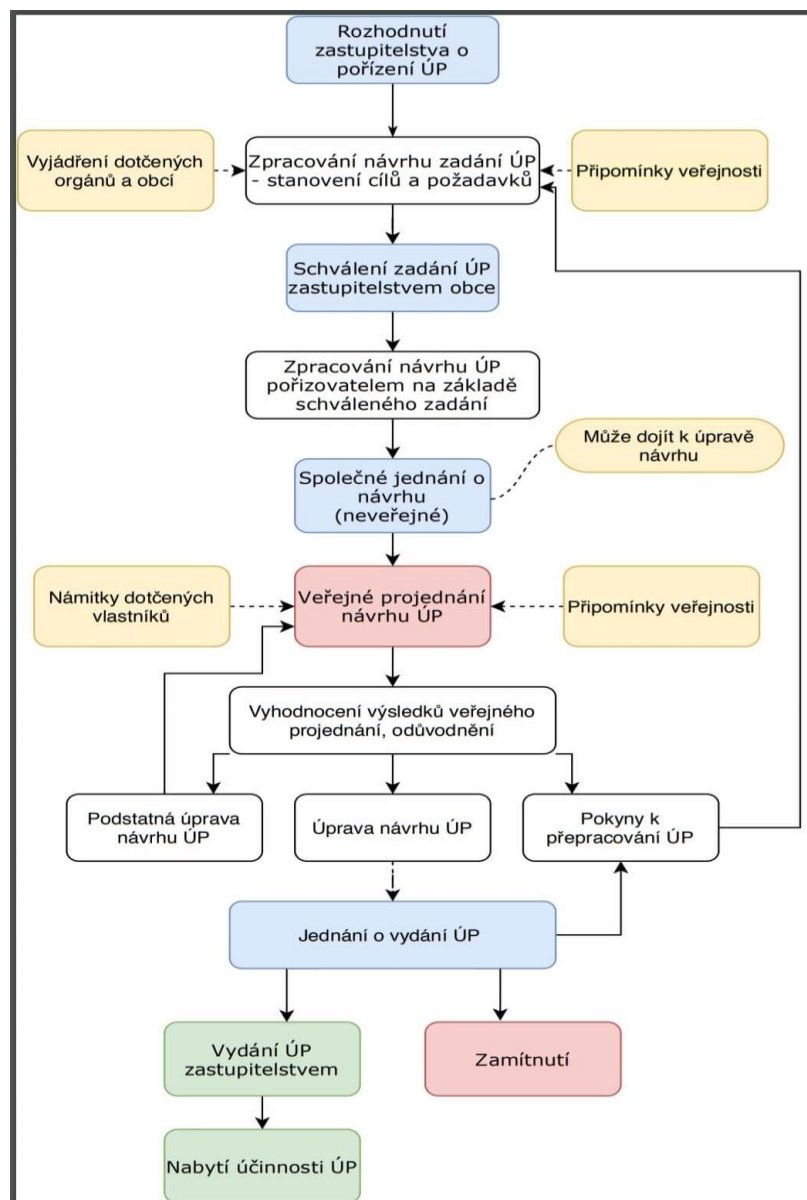 Rozhodnutí
zastupitelstva o
pořízení ÚP
Vyjádření dotčených
orgánů a obcí
Zpracování návrhu zadání ÚP
- stanovení cílů a požadavků
Připomínky veřejnosti
Schválení zadání ÚP
zastupitelstvem obce
Zpracování návrhu ÚP
pořizovatelem na základě
schváleného zadání
Může dojít k úpravě
návrhu
Společné jednání o
návrhu
(neveřejné)
Námitky dotčených
vlastníků
Veřejné projednání
návrhu ÚP
Připomínky veřejnosti
Vyhodnocení výsledků veřejného
projednání, odůvodnění
Podstatná úprava
návrhu ÚP
Úprava návrhu ÚP
Pokyny k
přepracování ÚP
Jednání o vydání ÚP
Vydání ÚP
zastupitelstvem
Zamítnutí
Nabytí účinnosti ÚP